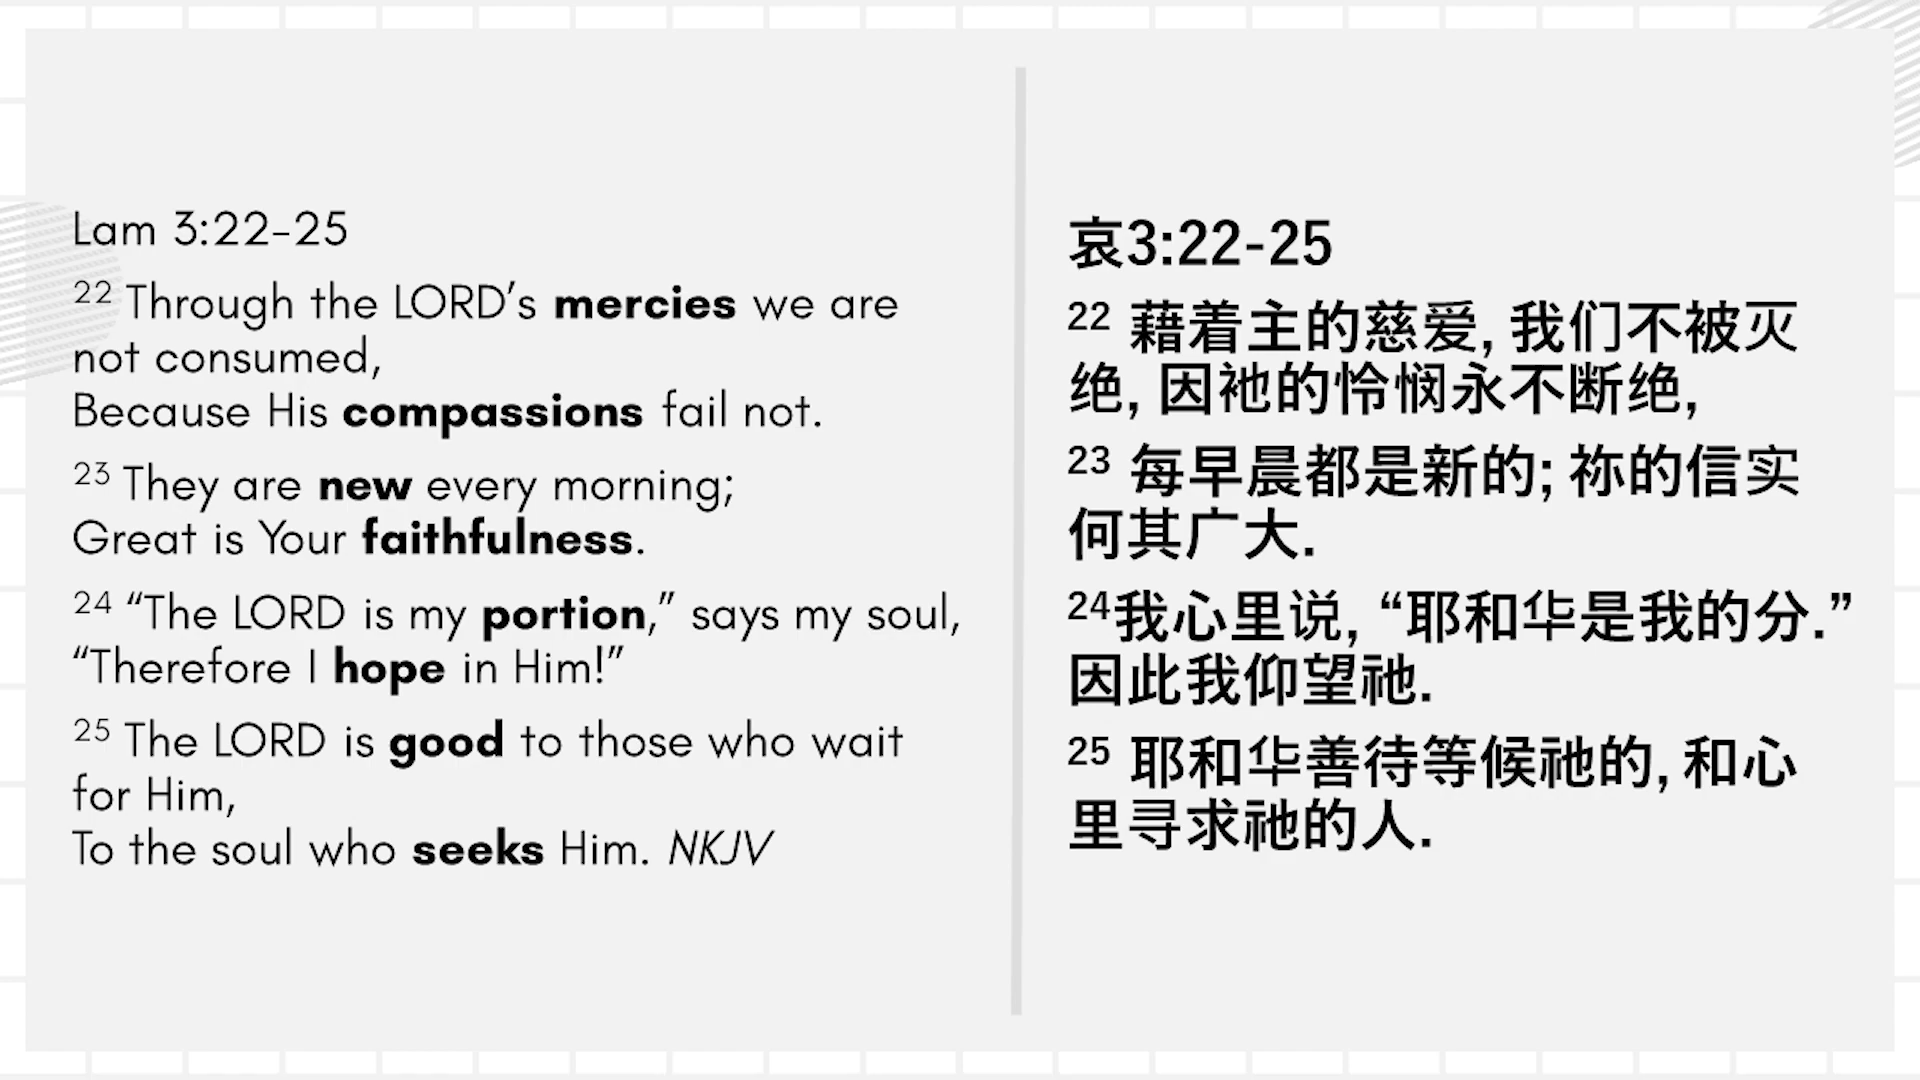 Lam 3:22-25
22 Through the LORD’s mercies we are
not consumed,
Because His compassions fail not.
23 They are new every morning;
Great is Your faithfulness.
24 “The LORD is my portion,” says my soul,
“Therefore I hope in Him!”
25 The LORD is good to those who wait
for Him,
To the soul who seeks Him. NKJV
哀3:22-25
22 藉着主的慈爱, 我们不被灭
绝, 因祂的怜悯永不断绝,
23 每早晨都是新的; 祢的信实
何其广大.
24我心里说, “耶和华是我的分.”
因此我仰望祂.
25 耶和华善待等候祂的, 和心
里寻求祂的人.